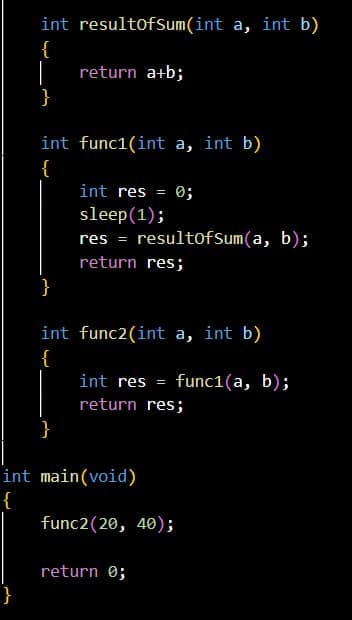 int resultOfSum(int a, int b)
{
return a+b;
}
int func1(int a, int b)
{
int res = 0;
sleep(1);
res = resultOfSum(a, b);
return res;
}
int func2(int a, int b)
{
int res = func1(a, b);
return res;
}
int main(void)
{
func2(20, 40);
return 0;
}